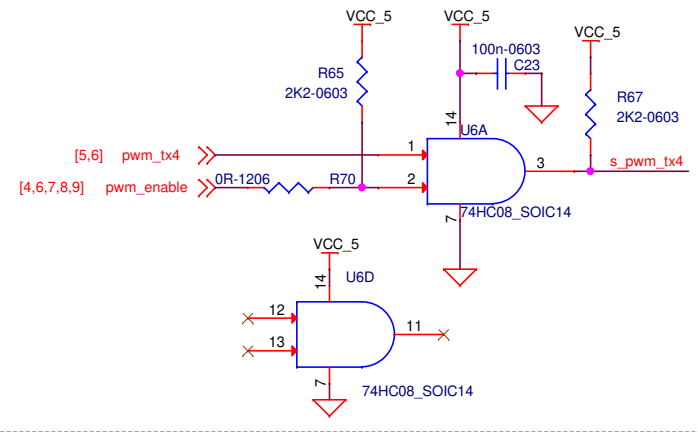 VCC_5
VCC_5
VCC_5
100n-0603
C23
R65
2K2-0603
R67
2K2-0603
14
U6A
[5,6] pwm_tx4
1
3
s_pwm_tx4
[4,6,7,8,9] pwm_enable
0R-1206
R70
2
7
74HC08_SOIC14
VCC_5
14
U6D
12
11
13
7
74HC08_SOIC14